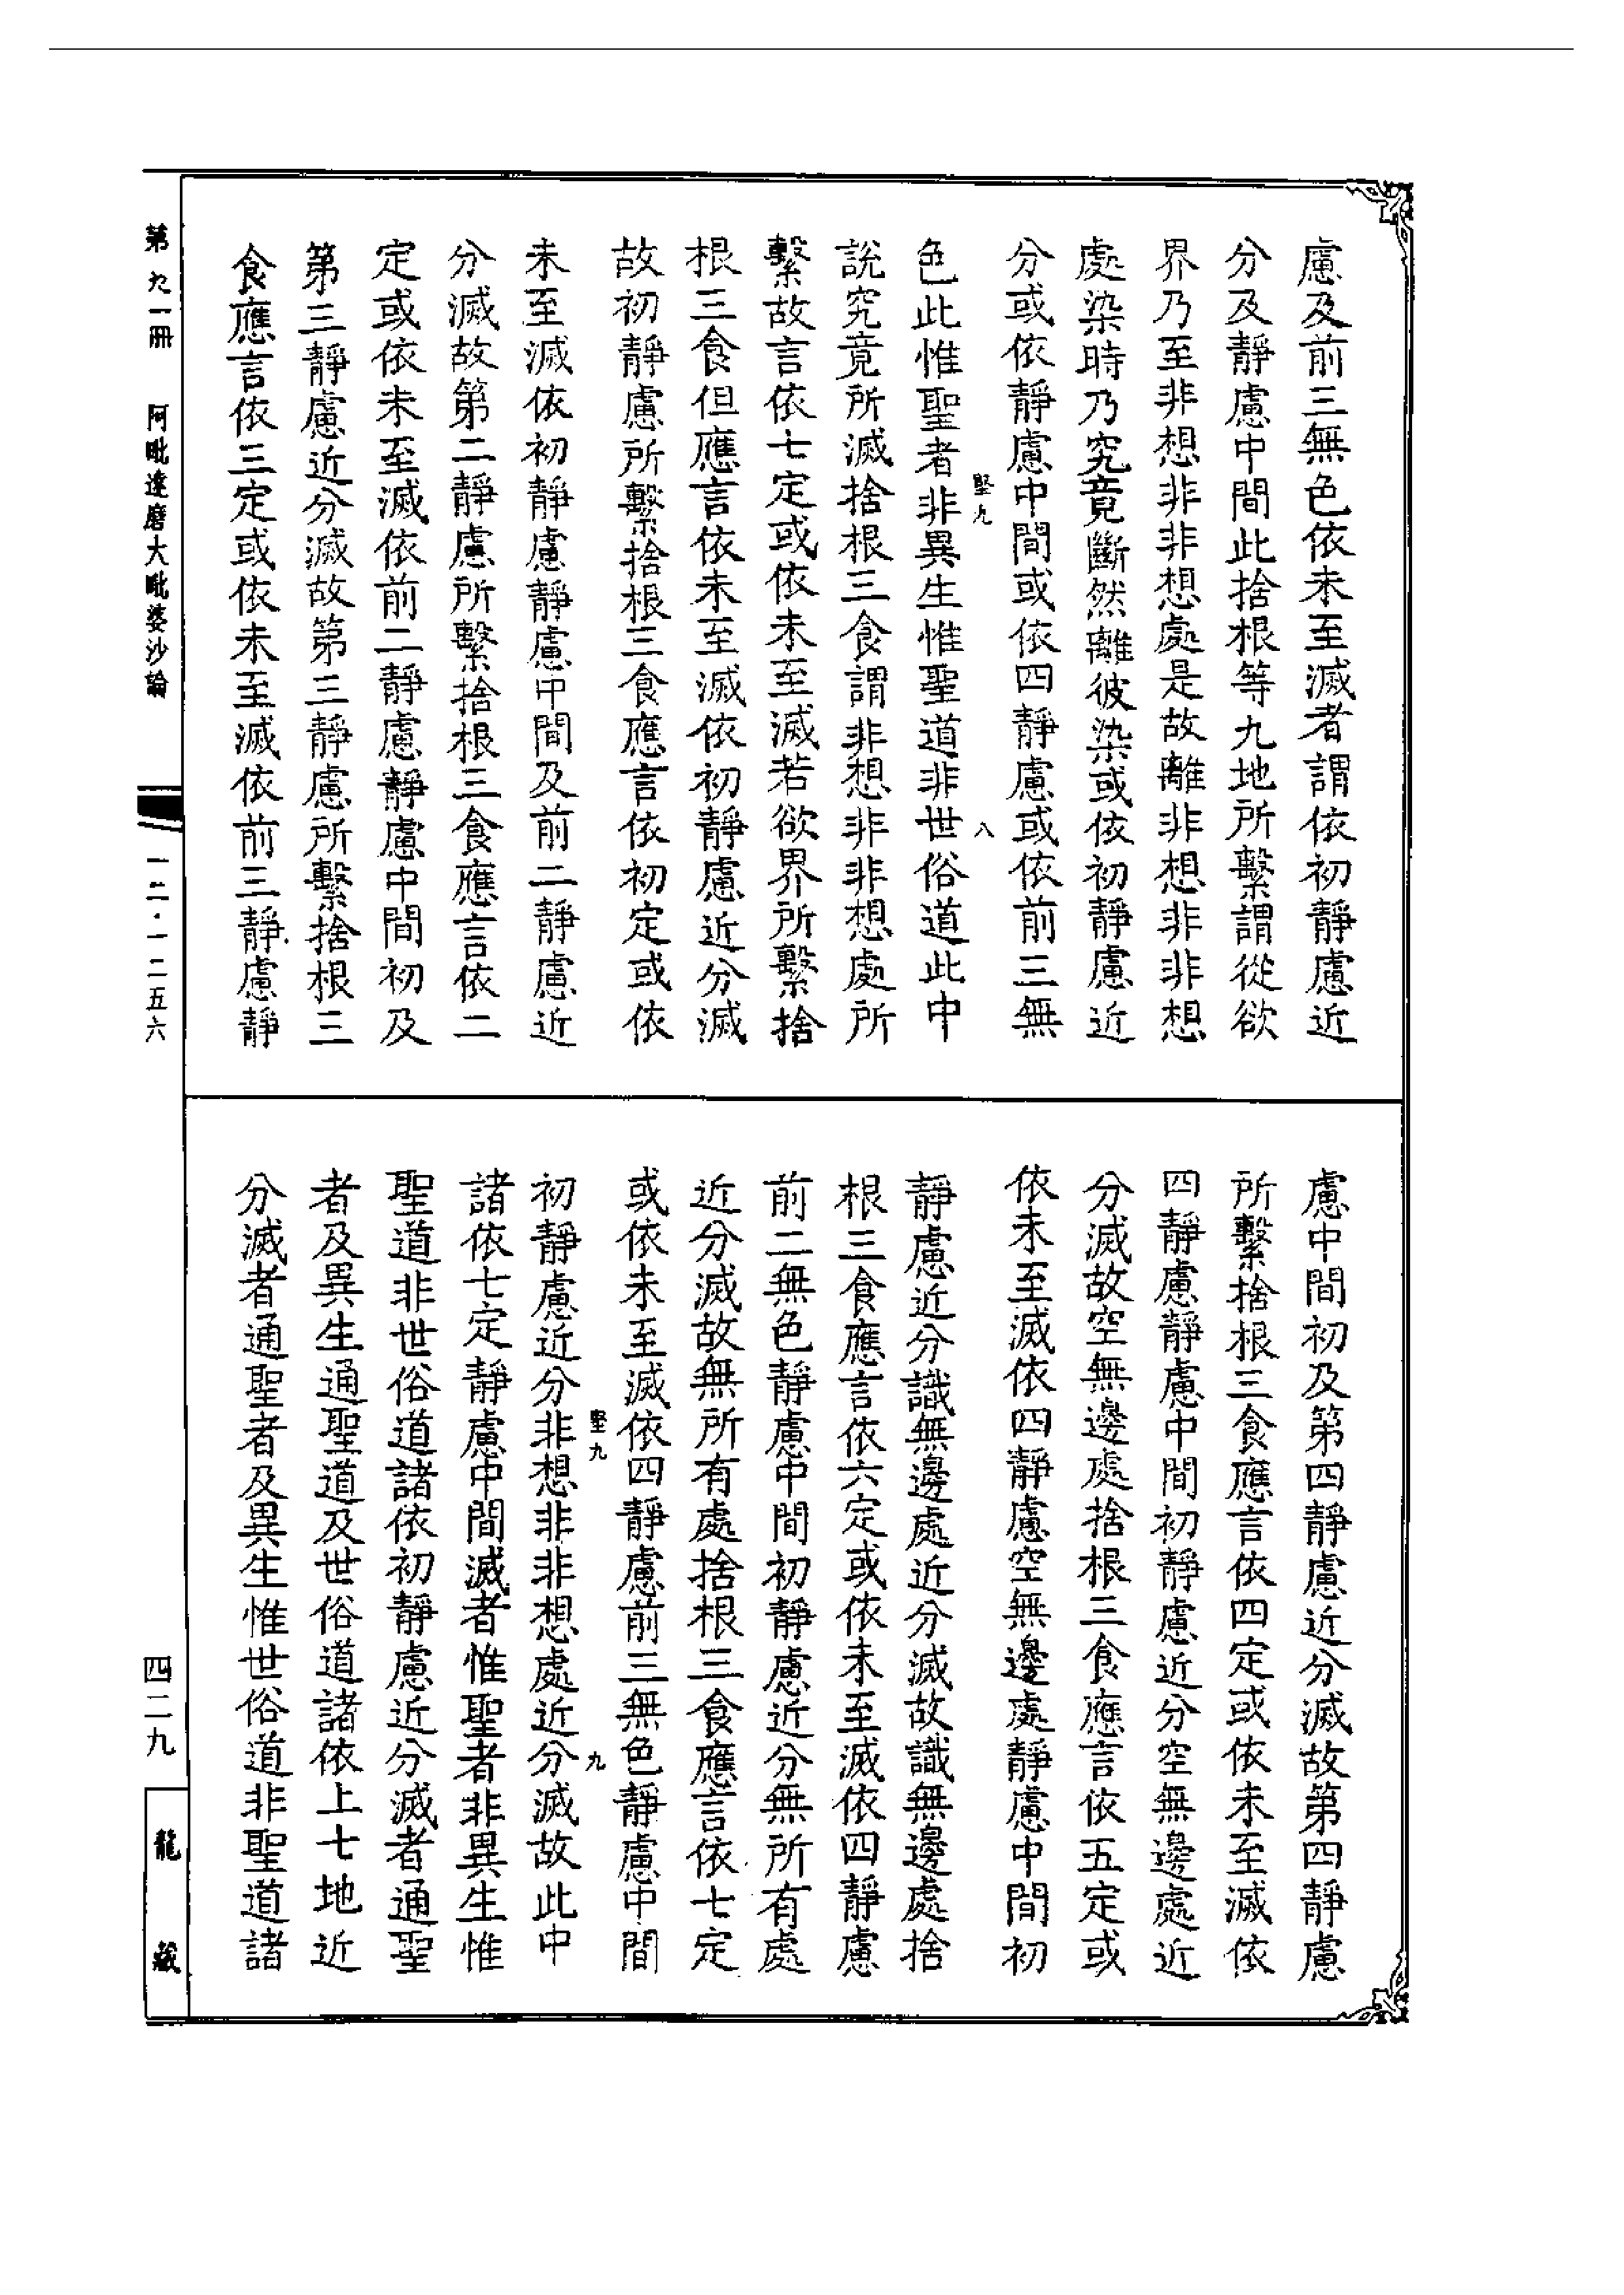 慮及前三無色依未至滅者謂依初靜慮近
分及靜慮中間此捨根等九地所繫謂從欲
界乃至非想非非想處是故離非想非非想
處染時乃究竟斷然離彼染或依初靜慮近
分或依靜慮中間或依四靜慮或依前三無
堅九
八
色此惟聖者非異生惟聖道非世俗道此中
說究竟所滅捨根三食謂非想非非想處所
繫故言依七定或依未至滅若欲界所繫捨
根三食但應言依未至滅依初靜慮近分滅
故初靜慮所繫捨根三食應言依初定或依
未至滅依初靜慮靜慮中間及前二靜慮近
分滅故第二靜慮所繫捨根三食應言依二
定或依未至滅依前二靜慮靜慮中間初及
第三靜慮近分滅故第三靜慮所繫捨根三
食應言依三定或依未至滅依前三靜慮靜
慮中間初及第四靜慮近分滅故第四靜慮
所繫捨根三食應言依四定或依未至滅依
四靜慮靜慮中間初靜慮近分空無邊處近
分滅故空無邊處捨根三食應言依五定或
依未至滅依四靜慮空無邊處靜慮中間初
靜慮近分識無邊處近分滅故識無邊處捨
根三食應言依六定或依未至滅依四靜慮
前二無色靜慮中間初靜慮近分無所有處
近分滅故無所有處捨根三食應言依七定
或依未至滅依四靜慮前三無色靜慮中間
堅九
九
初靜慮近分非想非非想處近分滅故此中
諸依七定靜慮中間滅者惟聖者非異生惟
聖道非世俗道諸依初靜慮近分滅者通聖
者及異生通聖道及世俗道諸依上七地近
分滅者通聖者及異生惟世俗道非聖道諸
第九一冊 阿毗達磨大毗婆沙論
一二·一二五六
四二九
龍藏